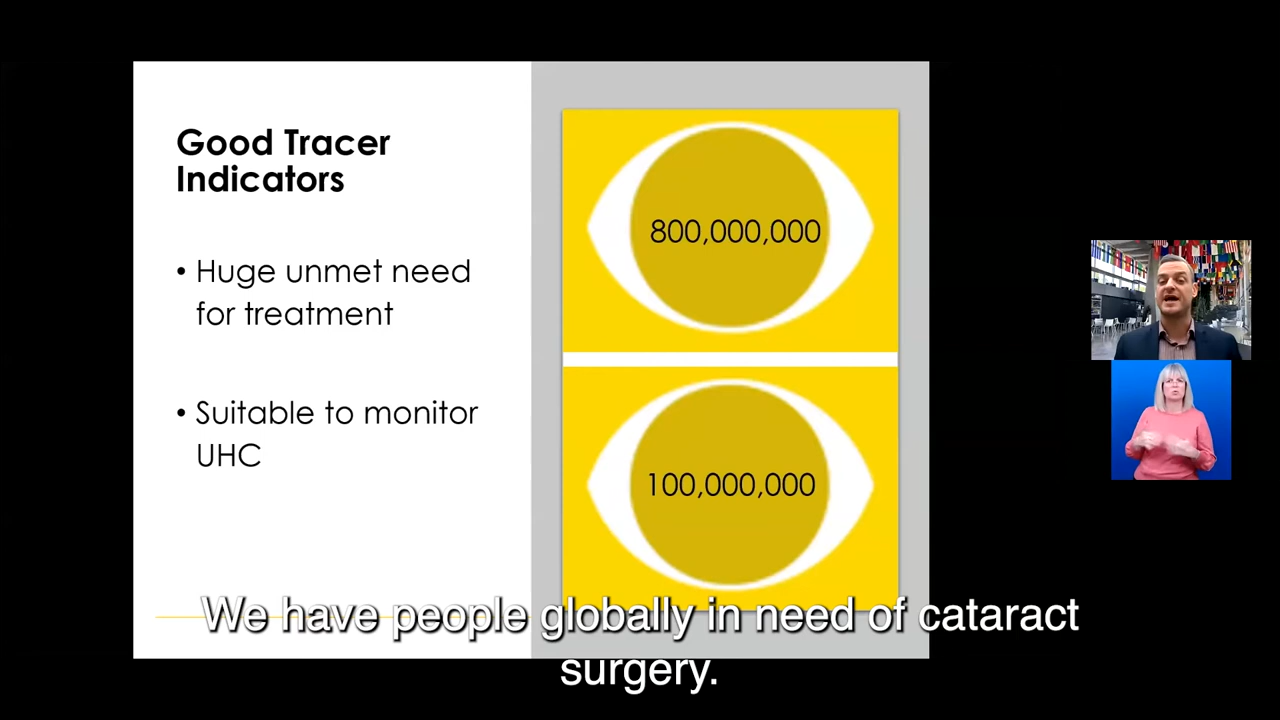 Good Tracer
Indicators
• Huge unmet need
for treatment
• Suitable to monitor
UHC
800,000,000
100,000,000
We have people globally in need of cataract
surgery.